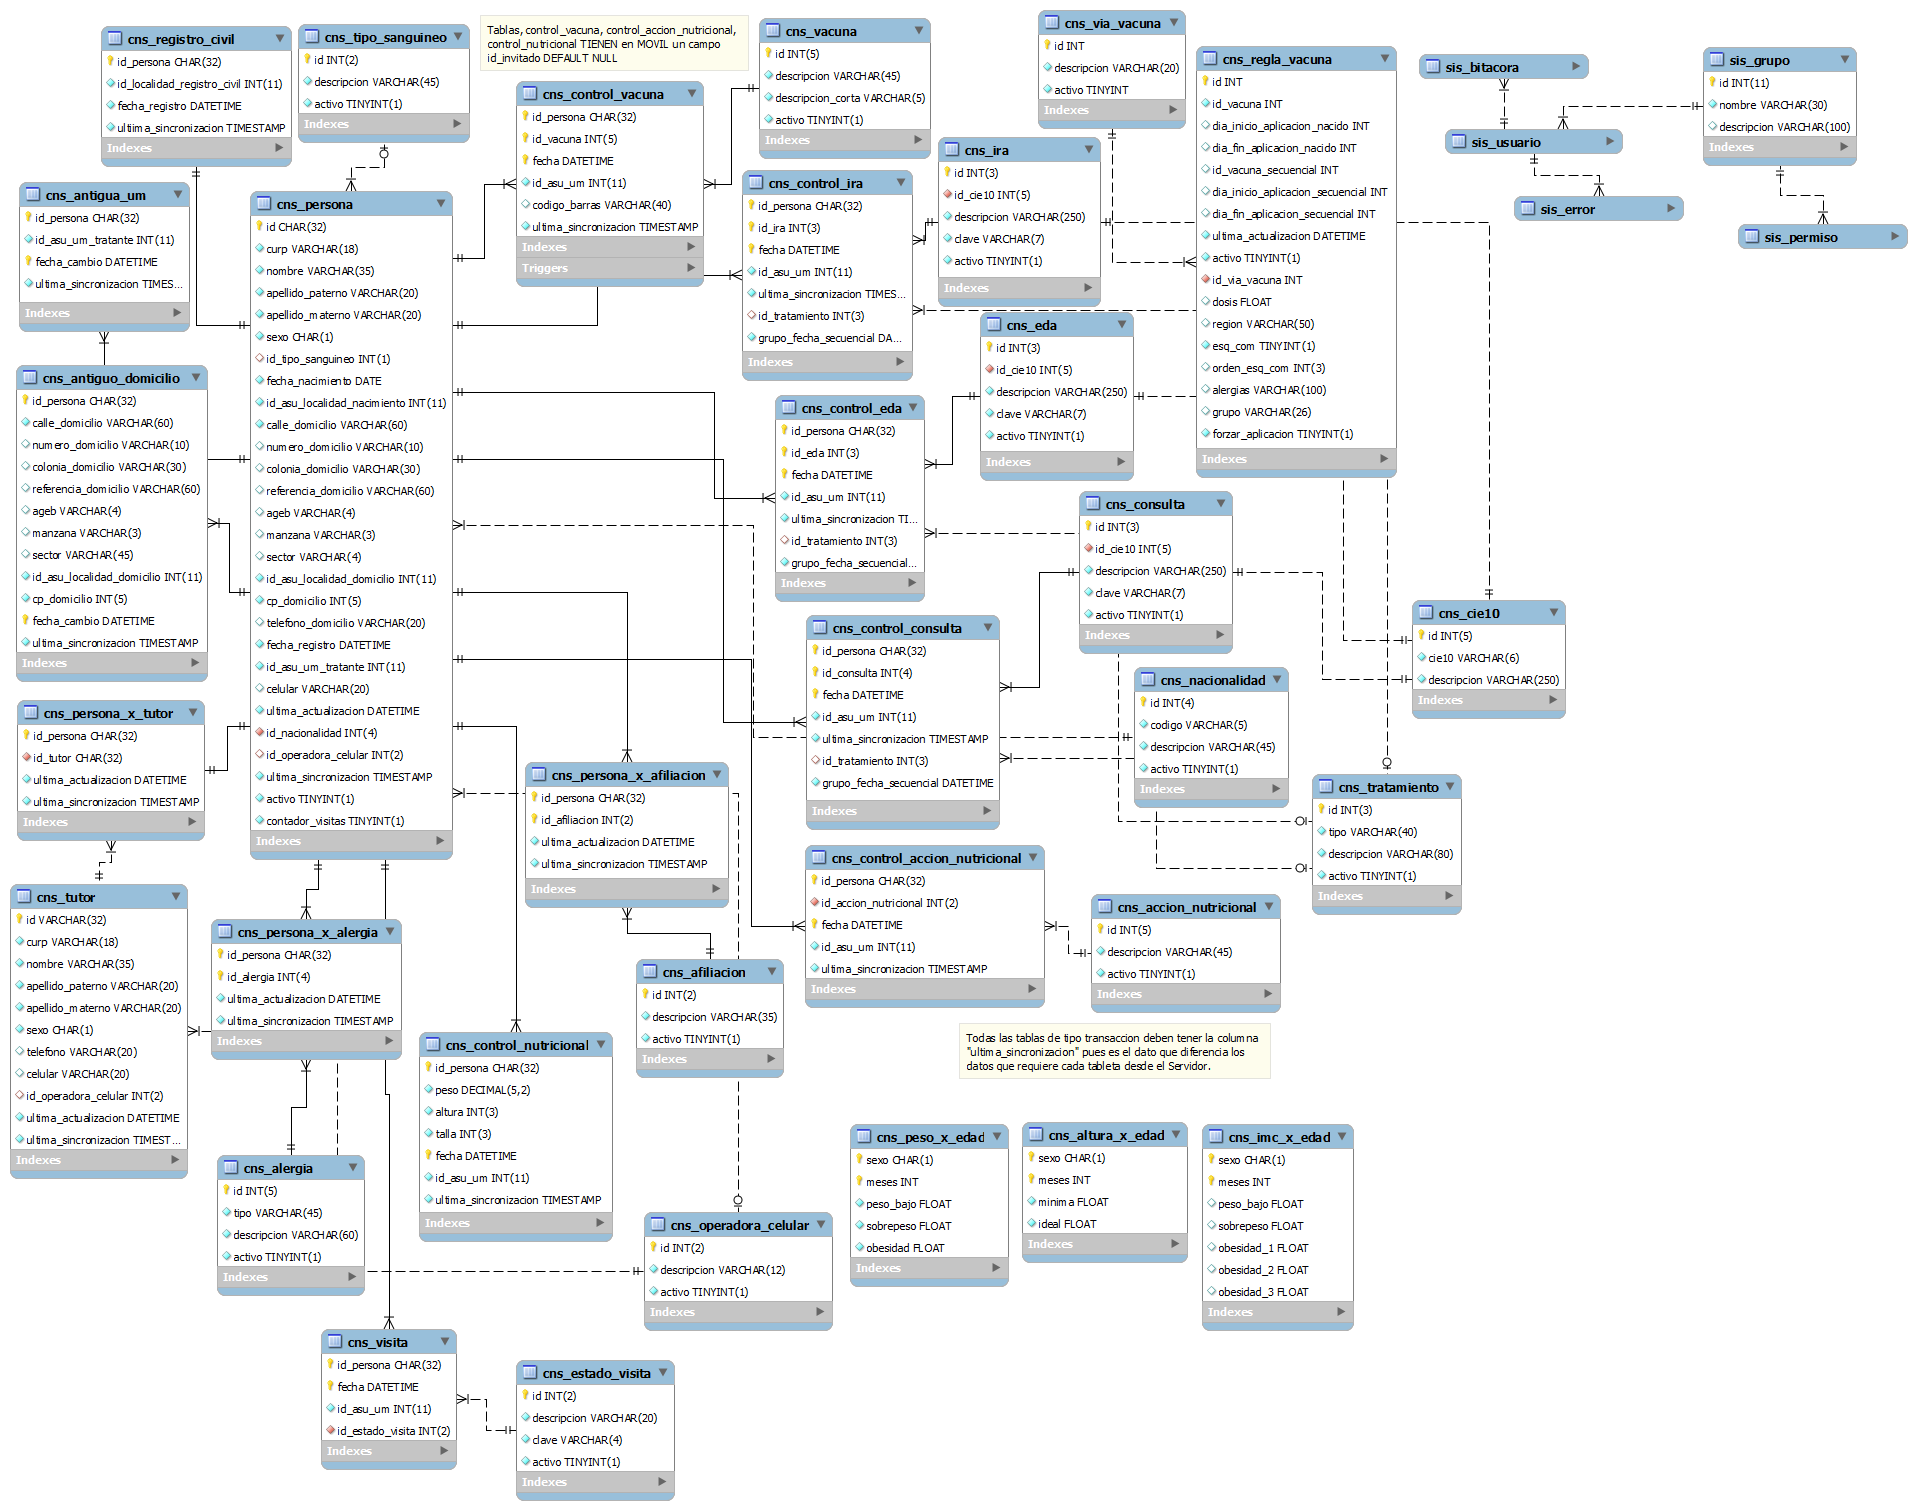 cns_registro_civil
id_persona CHAR(32)
id_localidad_registro_civil INT(11)
fecha_registro DATETIME
ultiima_sincronizacion TIMESTAMP
Indexes
cns_tipo_sanguineo
id INT(2)
descripcion VARCHAR(45)
activo TINYINT(1)
Indexes
Tablas, control_vacuna, control_accion_nutricional,
control_nutricional TIENEN en MOVIL un campo
id_invitado DEFAULT NULL
cns_control_vacuna
id_persona CHAR(32)
id_vacuna INT(5)
fecha DATETIME
id_asu_um INT(11)
codigo_barras VARCHAR(40)
ultima_sincronizacion TIMESTAMP
Indexes
Triggers
cns_vacuna
id INT(5)
descripcion VARCHAR(45)
descripcion_corta VARCHAR(5)
activo TINYINT(1)
Indexes
cns_via_vacuna
id INT
descripcion VARCHAR(20)
activo TINYINT
Indexes
cns_regla_vacuna
id INT
id_vacuna INT
dia_inicio_aplicacion_nacido INT
dia_fin_aplicacion_nacido INT
id_vacuna_secuencial INT
dia_inicio_aplicacion_secuencial INT
dia_fin_aplicacion_secuencial INT
ultima_actualizacion DATETIME
activo TINYINT(1)
id_via_vacuna INT
dosis FLOAT
region VARCHAR(50)
esq_com TINYINT(1)
orden_esq_com INT(3)
alergias VARCHAR(100)
grupo VARCHAR(26)
forzar_aplicacion TINYINT(1)
Indexes
sis_bitacora
sis_usuario
sis_error
sis_grupo
id INT(11)
nombre VARCHAR(30)
descripcion VARCHAR(100)
Indexes
sis_permiso
cns_antigua_um
id_persona CHAR(32)
id_asu_um_tratante INT(11)
fecha_cambio DATETIME
ultima_sincronizacion TIMES...
Indexes
cns_persona
id CHAR(32)
curp VARCHAR(18)
nombre VARCHAR(35)
apellido_paterno VARCHAR(20)
apellido_materno VARCHAR(20)
sexo CHAR(1)
id_tipo_sanguineo INT(1)
fecha_nacimiento DATE
id_asu_localidad_nacimiento INT(11)
calle_domicilio VARCHAR(60)
numero_domicilio VARCHAR(10)
colonia_domicilio VARCHAR(30)
referencia_domicilio VARCHAR(60)
ageb VARCHAR(4)
manzana VARCHAR(3)
sector VARCHAR(4)
id_asu_localidad_domicilio INT(11)
cp_domicilio INT(5)
telefono_domicilio VARCHAR(20)
fecha_registro DATETIME
id_asu_um_tratante INT(11)
celular VARCHAR(20)
ultima_actualizacion DATETIME
id_nacionalidad INT(4)
id_operadora_celular INT(2)
ultima_sincronizacion TIMESTAMP
activo TINYINT(1)
contador_visitas TINYINT(1)
Indexes
cns_control_ira
id_persona CHAR(32)
id_ira INT(3)
fecha DATETIME
id_asu_um INT(11)
ultima_sincronizacion TIMES...
id_tratamiento INT(3)
grupo_fecha_secuencial DA...
Indexes
cns_ira
id INT(3)
id_cie10 INT(5)
descripcion VARCHAR(250)
clave VARCHAR(7)
activo TINYINT(1)
Indexes
cns_eda
id INT(3)
id_cie10 INT(5)
descripcion VARCHAR(250)
clave VARCHAR(7)
activo TINYINT(1)
Indexes
cns_antiguo_domicilio
id_persona CHAR(32)
calle_domicilio VARCHAR(60)
numero_domicilio VARCHAR(10)
colonia_domicilio VARCHAR(30)
referencia_domicilio VARCHAR(60)
ageb VARCHAR(4)
manzana VARCHAR(3)
sector VARCHAR(45)
id_asu_localidad_domicilio INT(11)
cp_domicilio INT(5)
fecha_cambio DATETIME
ultima_sincronizacion TIMESTAMP
Indexes
cns_control_eda
id_persona CHAR(32)
id_eda INT(3)
fecha DATETIME
id_asu_um INT(11)
ultima_sincronizacion TI...
id_tratamiento INT(3)
grupo_fecha_secuencial...
Indexes
cns_consulta
id INT(3)
id_cie10 INT(5)
descripcion VARCHAR(250)
clave VARCHAR(7)
activo TINYINT(1)
Indexes
cns_cie10
id INT(5)
cie10 VARCHAR(6)
descripcion VARCHAR(250)
Indexes
cns_control_consulta
id_persona CHAR(32)
id_consulta INT(4)
fecha DATETIME
id_asu_um INT(11)
ultima_sincronizacion TIMESTAMP
id_tratamiento INT(3)
grupo_fecha_secuencial DATETIME
Indexes
cns_nacionalidad
id INT(4)
codigo VARCHAR(5)
descripcion VARCHAR(45)
activo TINYINT(1)
Indexes
cns_persona_x_tutor
id_persona CHAR(32)
id_tutor CHAR(32)
ultima_actualizacion DATETIME
ultima_sincronizacion TIMESTAMP
Indexes
cns_persona_x_afiliacion
id_persona CHAR(32)
id_afiliacion INT(2)
ultima_actualizacion DATETIME
ultima_sincronizacion TIMESTAMP
Indexes
cns_tratamiento
id INT(3)
tipo VARCHAR(40)
descripcion VARCHAR(80)
activo TINYINT(1)
Indexes
cns_control_accion_nutricional
id_persona CHAR(32)
id_accion_nutricional INT(2)
fecha DATETIME
id_asu_um INT(11)
ultima_sincronizacion TIMESTAMP
Indexes
cns_accion_nutricional
id INT(5)
descripcion VARCHAR(45)
activo TINYINT(1)
Indexes
cns_tutor
id VARCHAR(32)
curp VARCHAR(18)
nombre VARCHAR(35)
apellido_paterno VARCHAR(20)
apellido_materno VARCHAR(20)
sexo CHAR(1)
telefono VARCHAR(20)
celular VARCHAR(20)
id_operadora_celular INT(2)
ultima_actualizacion DATETIME
ultima_sincronizacion TIMEST...
Indexes
cns_persona_x_alergia
id_persona CHAR(32)
id_alergia INT(4)
ultima_actualizacion DATETIME
ultima_sincronizacion TIMESTAMP
Indexes
cns_afiliacion
id INT(2)
descripcion VARCHAR(35)
activo TINYINT(1)
Indexes
Todas las tablas de tipo transaccion deben tener la columna
"ultima_sincronizacion" pues es el dato que diferencia los
datos que requiere cada tableta desde el Servidor.
cns_control_nutricional
id_persona CHAR(32)
peso DECIMAL(5,2)
altura INT(3)
talla INT(3)
fecha DATETIME
id_asu_um INT(11)
ultima_sincronizacion TIMESTAMP
Indexes
cns_alergia
id INT(5)
tipo VARCHAR(45)
descripcion VARCHAR(60)
activo TINYINT(1)
Indexes
cns_operadora_celular
id INT(2)
descripcion VARCHAR(12)
activo TINYINT(1)
Indexes
cns_peso_x_edad
sexo CHAR(1)
meses INT
peso_bajo FLOAT
sobrepeso FLOAT
obesidad FLOAT
Indexes
cns_altura_x_edad
sexo CHAR(1)
meses INT
minima FLOAT
ideal FLOAT
Indexes
cns_imc_x_edad
sexo CHAR(1)
meses INT
peso_bajo FLOAT
sobrepeso FLOAT
obesidad_1 FLOAT
obesidad_2 FLOAT
obesidad_3 FLOAT
Indexes
cns_visita
id_persona CHAR(32)
fecha DATETIME
id_asu_um INT(11)
id_estado_visita INT(2)
Indexes
cns_estado_visita
id INT(2)
descripcion VARCHAR(20)
clave VARCHAR(4)
activo TINYINT(1)
Indexes